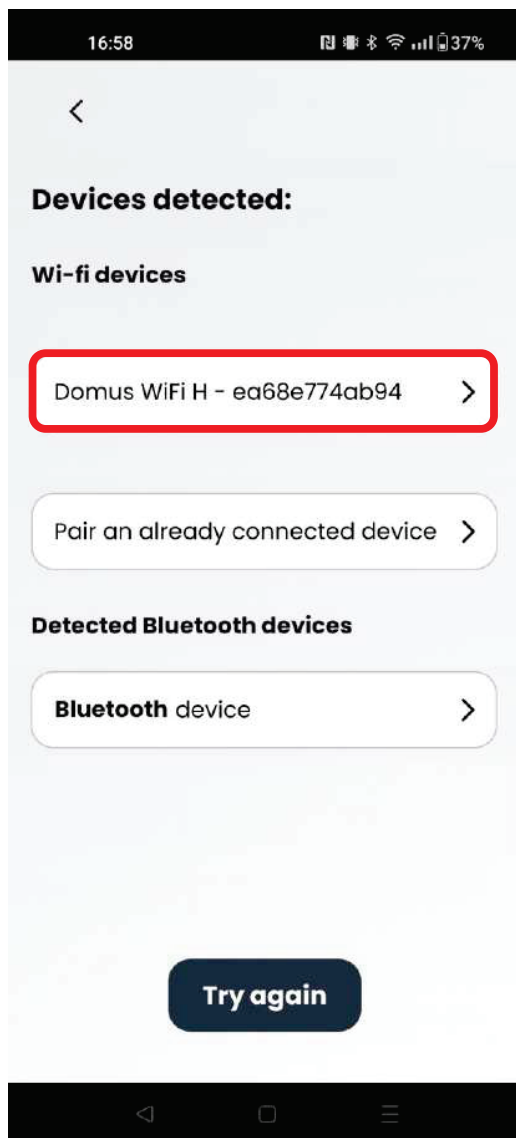 16:58 37%
Devices detected:
Wi-fi devices
Domus WiFi H - ea68e774ab94
Pair an already connected device
Detected Bluetooth devices
Bluetooth device
Try again